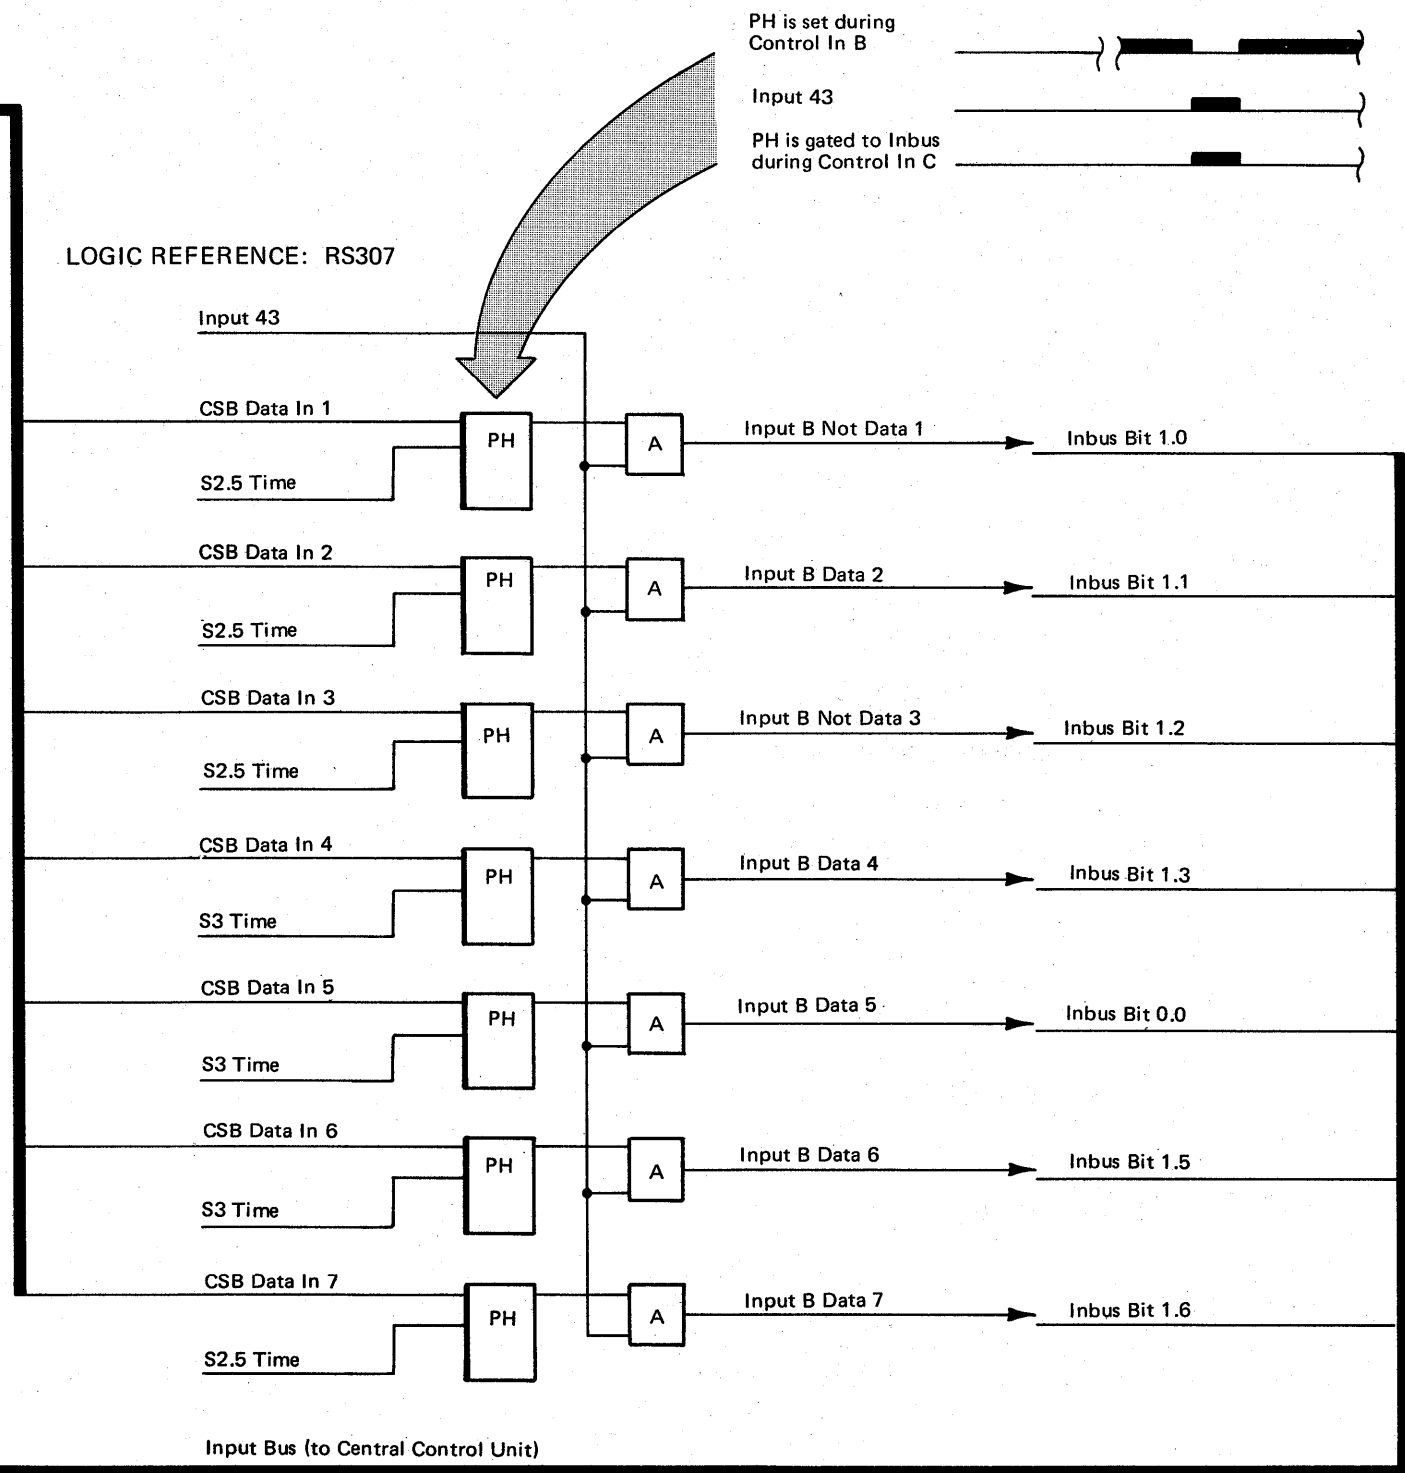 PH is set during
Control In B
Input 43
PH is gated to Inbus
during Control In C
LOGIC REFERENCE: RS307
Input 43
CSB Data In 1
PH
A
Input B Not Data 1
Inbus Bit 1.0
S2.5 Time
CSB Data In 2
PH
A
Input B Data 2
Inbus Bit 1.1
S2.5 Time
CSB Data In 3
PH
A
Input B Not Data 3
Inbus Bit 1.2
S2.5 Time
CSB Data In 4
PH
A
Input B Data 4
Inbus Bit 1.3
S3 Time
CSB Data In 5
PH
A
Input B Data 5
Inbus Bit 0.0
S3 Time
CSB Data In 6
PH
A
Input B Data 6
Inbus Bit 1.5
S3 Time
CSB Data In 7
PH
A
Input B Data 7
Inbus Bit 1.6
S2.5 Time
Input Bus (to Central Control Unit)